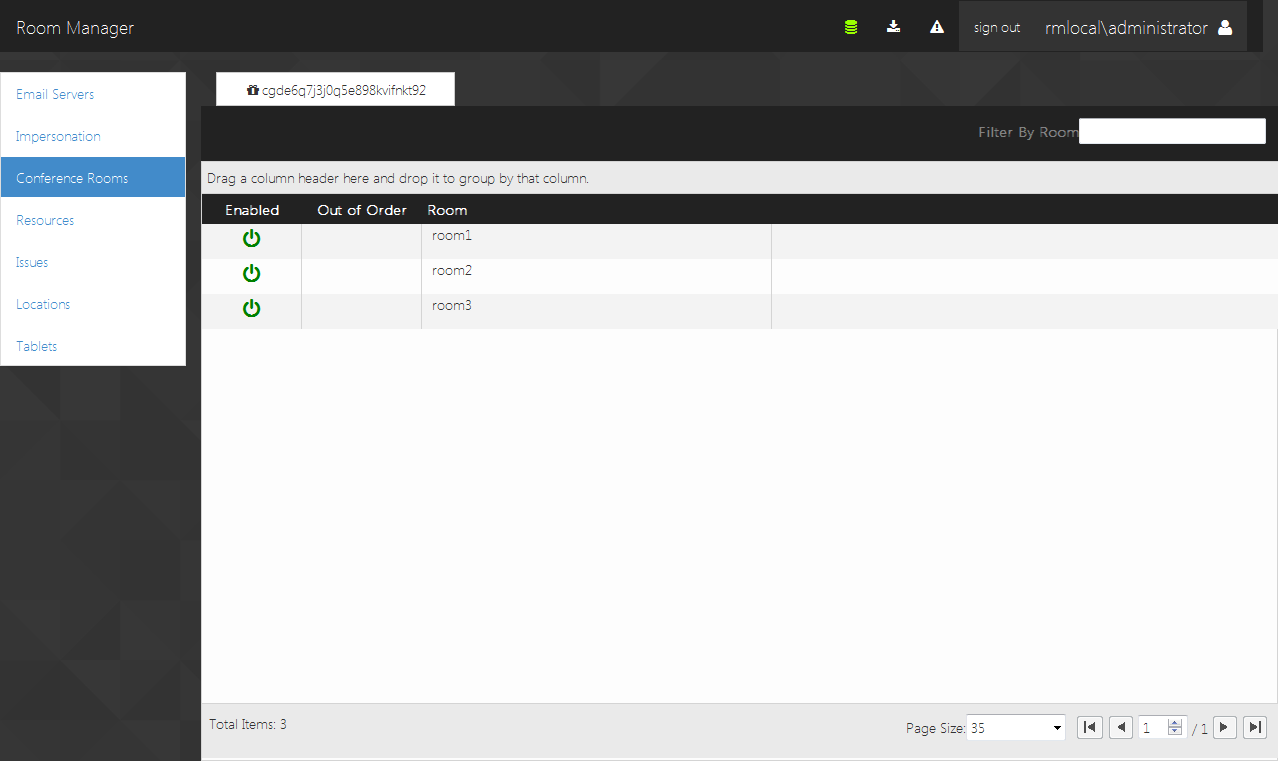 Room Manager
sign out rmlocal\administrator
Email Servers
Impersonation
Conference Rooms
Resources
Issues
Locations
Tablets
cgde6q7j3j0q5e898kvifnkt92
Filter By Room
Drag a column header here and drop it to group by that column.
Enabled Out of Order Room
room1
room2
room3
Total Items: 3
Page Size: 35 1 / 1